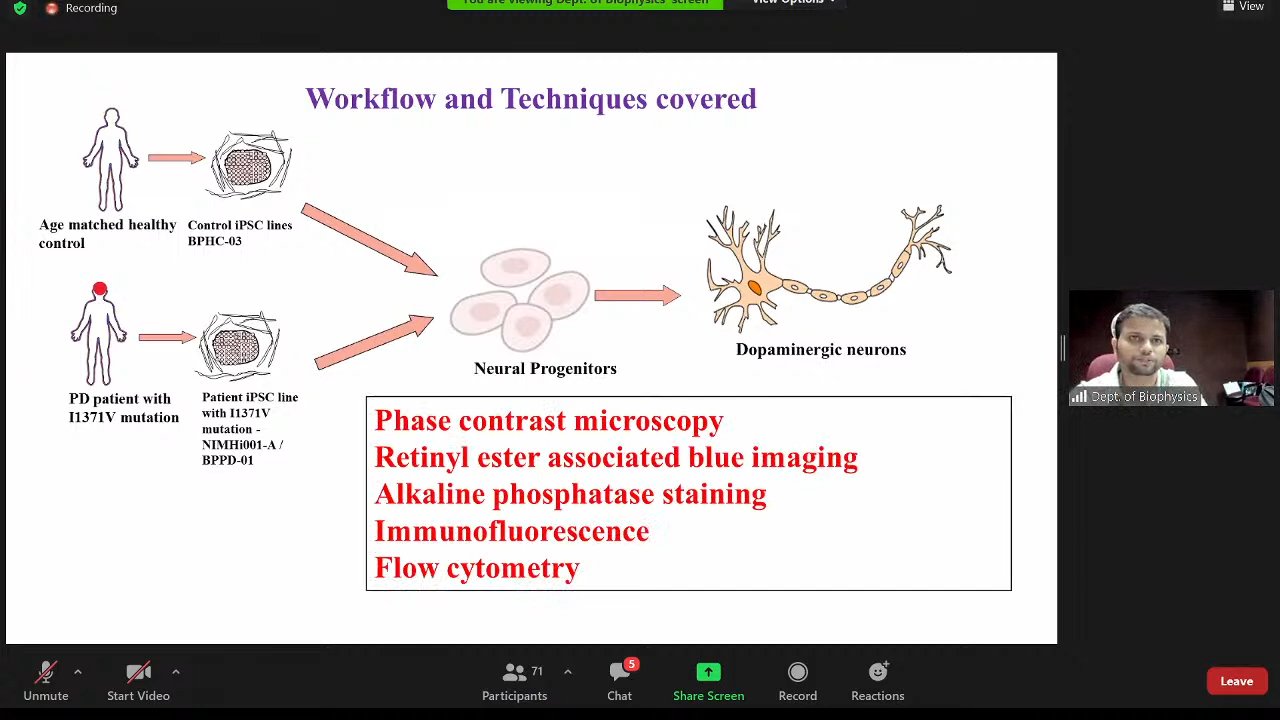 Recording
You are viewing Dept. of Biophysics' screen
View Options
View
Workflow and Techniques covered
Age matched healthy
control
Control iPSC lines
BPHC-03
PD patient with
I1371V mutation
Patient iPSC line
with I1371V
mutation -
NIMHi001-A /
BPPD-01
Neural Progenitors
Dopaminergic neurons
Phase contrast microscopy
Retinyl ester associated blue imaging
Alkaline phosphatase staining
Immunofluorescence
Flow cytometry
Dept. of Biophysics
Unmute
Start Video
71
Participants
5
Chat
Share Screen
Record
Reactions
Leave